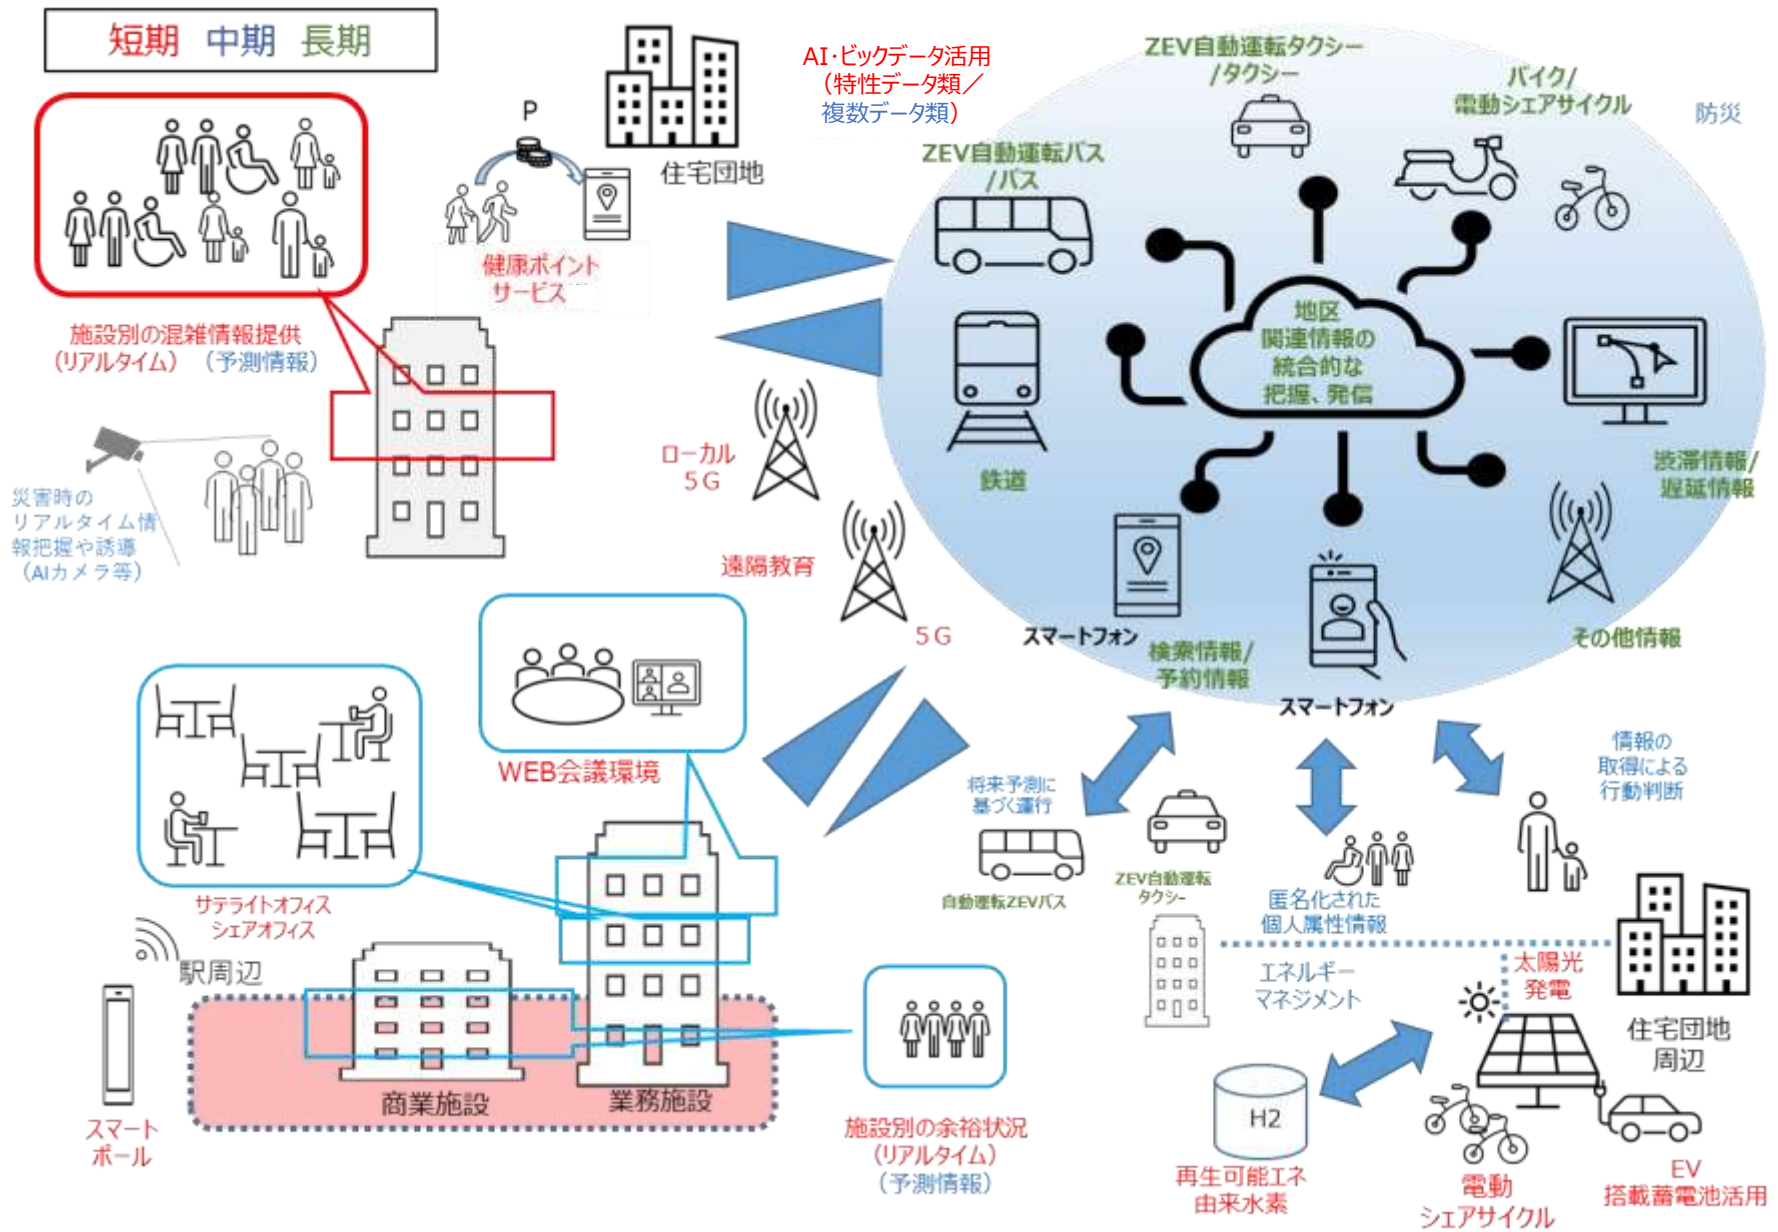 短期 中期 長期
P
住宅団地
健康ポイント
サービス
施設別の混雑情報提供
(リアルタイム) (予測情報)
災害時の
リアルタイム情
報把握や誘導
(AIカメラ等)
AI・ビックデータ活用
(特性データ類／
複数データ類)
ZEV自動運転タクシー
/タクシー
バイク/
電動シェアサイクル
防災
ZEV自動運転バス
/バス
地区
関連情報の
統合的な
把握、発信
鉄道
渋滞情報/
遅延情報
スマートフォン
検索情報/
予約情報
スマートフォン
その他情報
ローカル
5G
遠隔教育
5G
WEB会議環境
サテライトオフィス
シェアオフィス
駅周辺
スマート
ポール
商業施設
業務施設
施設別の余裕状況
(リアルタイム)
(予測情報)
将来予測に
基づく運行
自動運転ZEVバス
ZEV自動運転
タクシー
匿名化された
個人属性情報
情報の
取得による
行動判断
エネルギー
マネジメント
太陽光
発電
住宅団地
周辺
H2
再生可能エネ
由来水素
電動
シェアサイクル
EV
搭載蓄電池活用